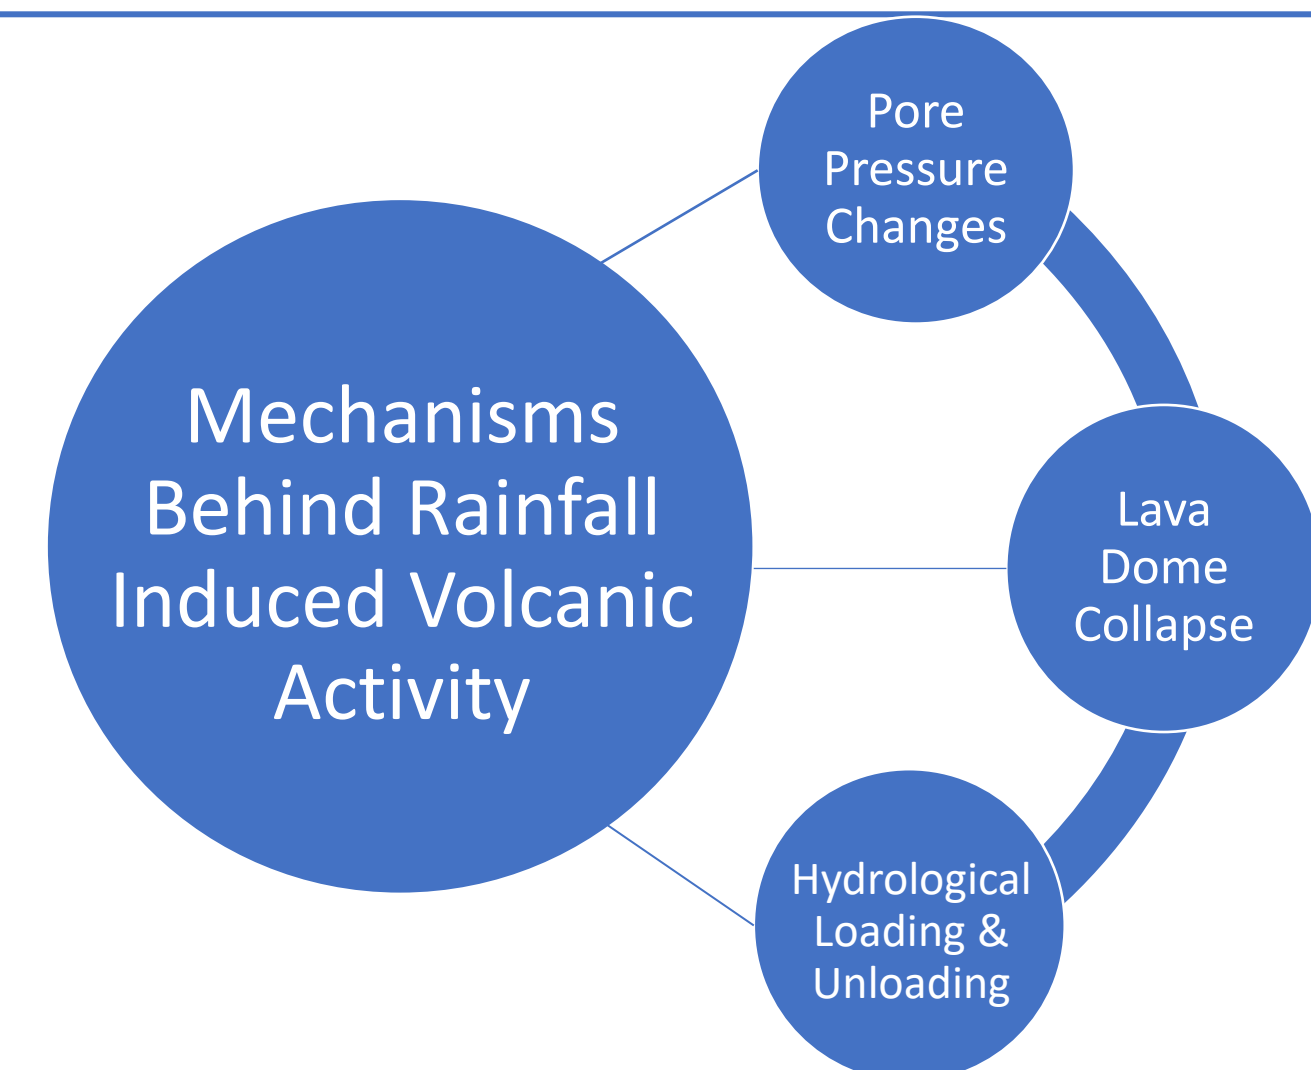 Mechanisms
Behind Rainfall
Induced Volcanic
Activity
Pore
Pressure
Changes
Lava
Dome
Collapse
Hydrological
Loading &
Unloading